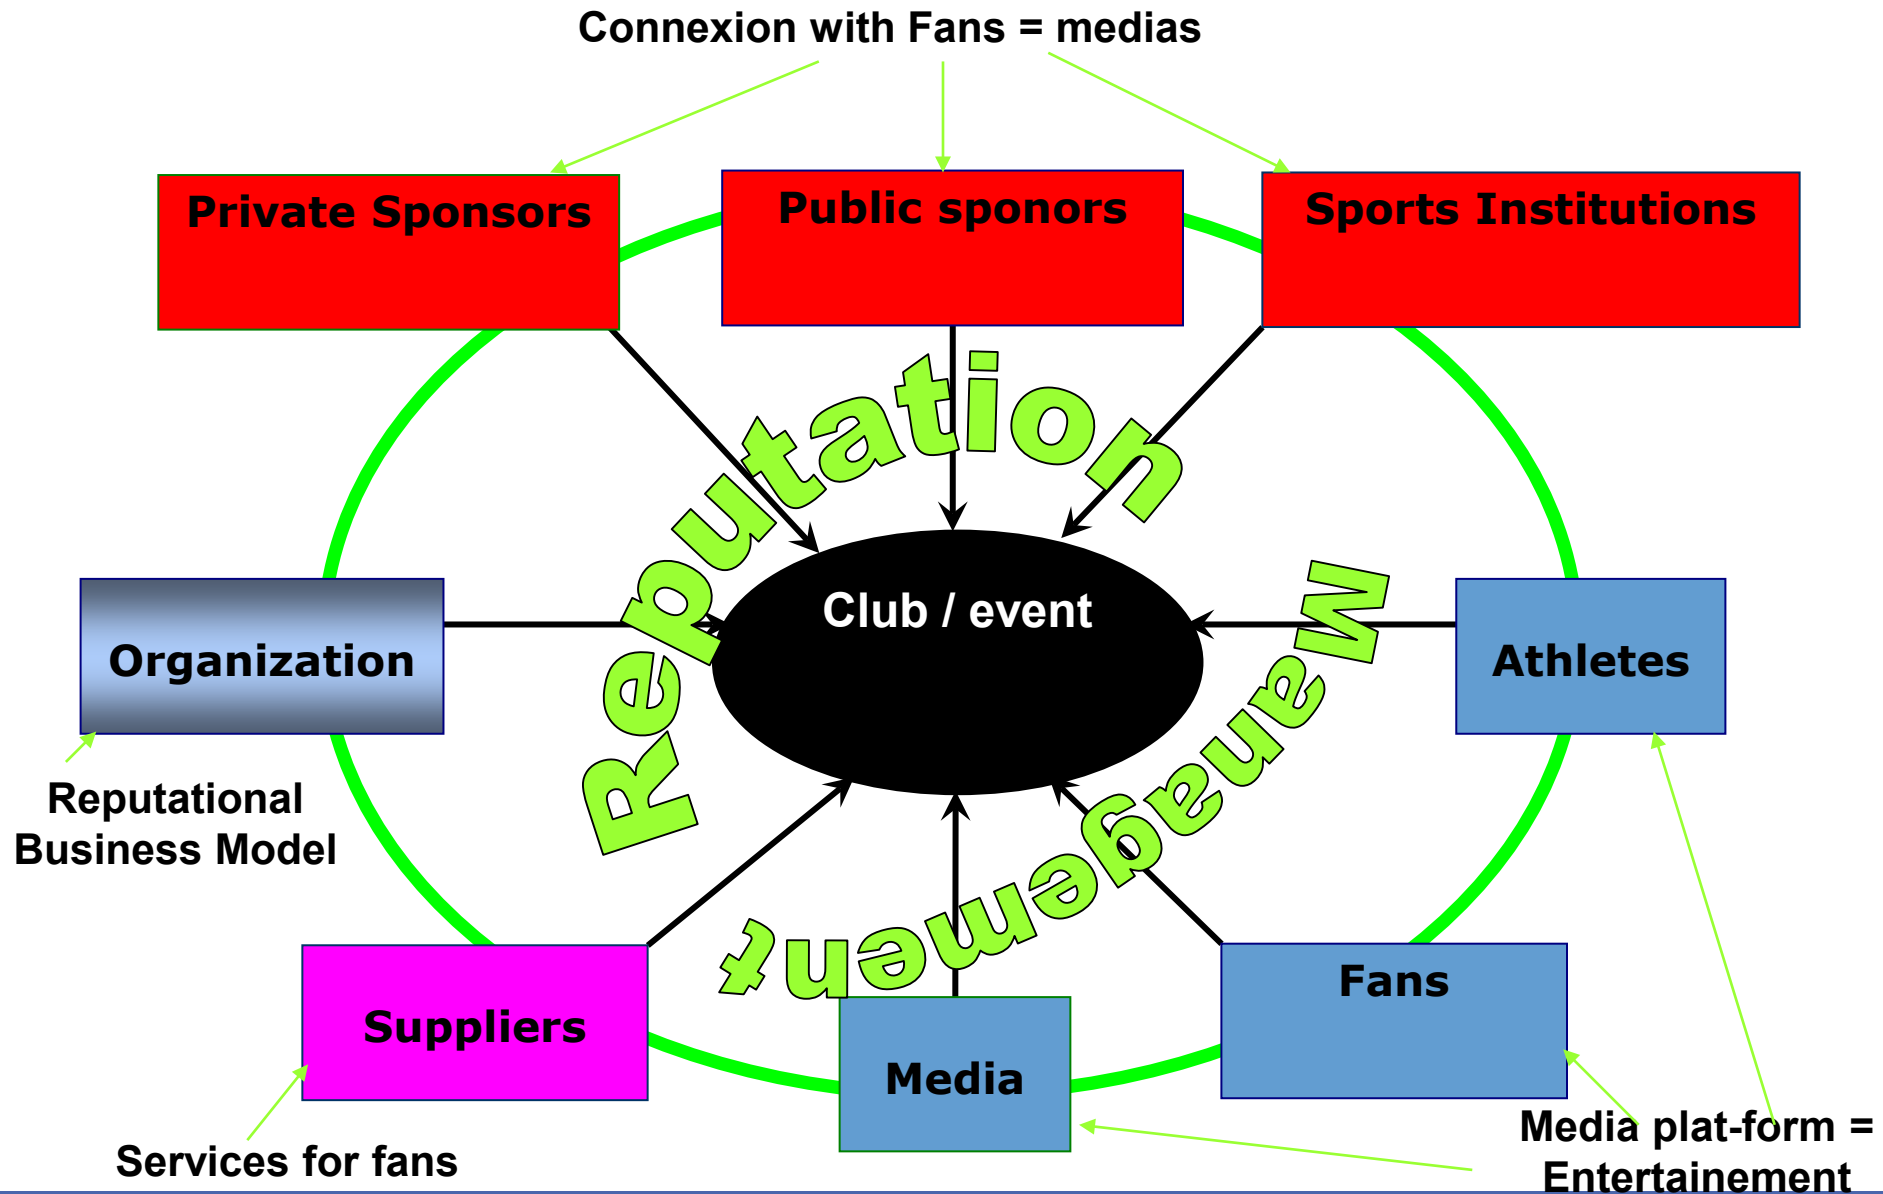 Connexion with Fans = medias
Private Sponsors
Public sponors
Sports Institutions
Reputation
Club / event
Management
Organization
Athletes
Reputational
Business Model
Suppliers
Fans
Media
Services for fans
Media plat-form =
Entertainement